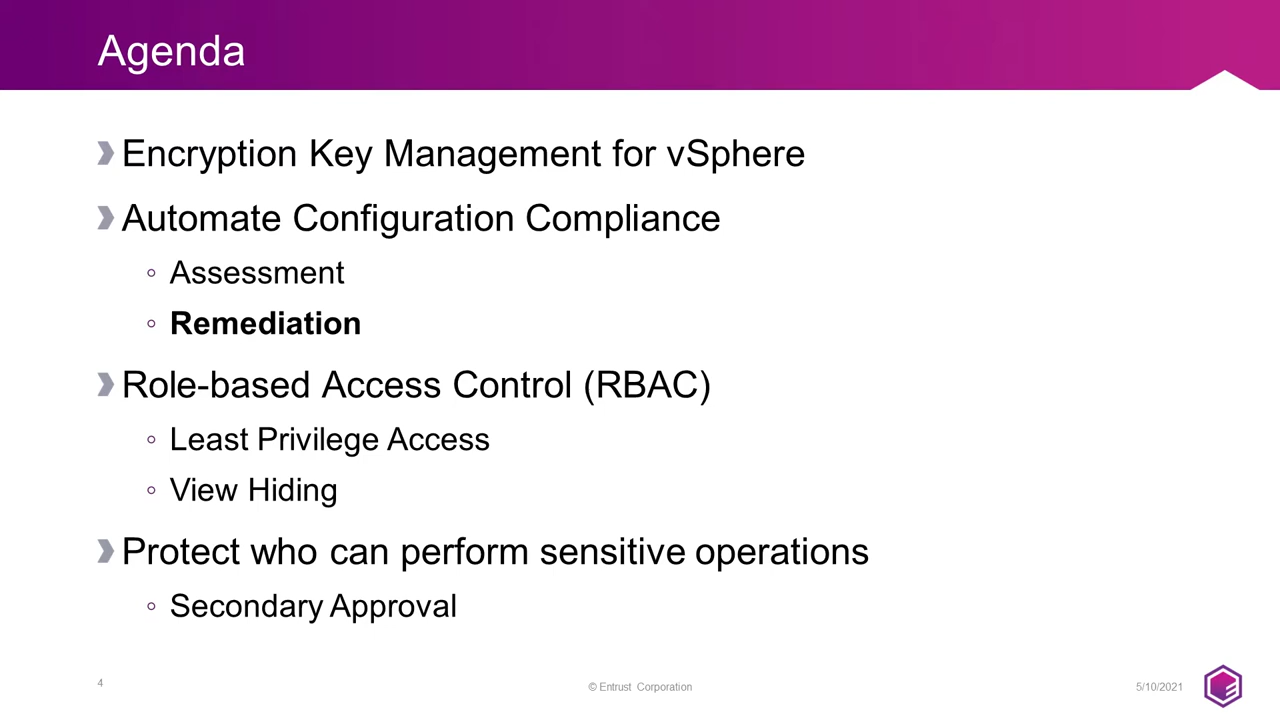 Agenda
Encryption Key Management for vSphere
Automate Configuration Compliance
Assessment
Remediation
Role-based Access Control (RBAC)
Least Privilege Access
View Hiding
Protect who can perform sensitive operations
Secondary Approval
4
© Entrust Corporation
5/10/2021